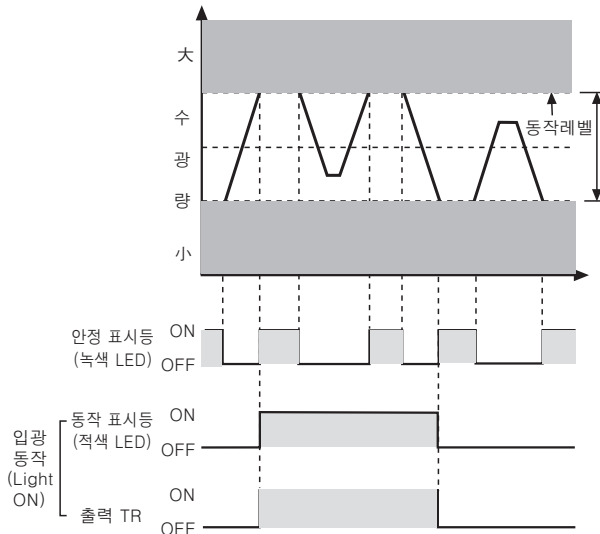 大
수
광
량
小
동작레벨
안정 표시등
(녹색 LED)
ON
OFF
입광
동작
(Light
ON)
동작 표시등
(적색 LED)
ON
OFF
출력 TR
ON
OFF